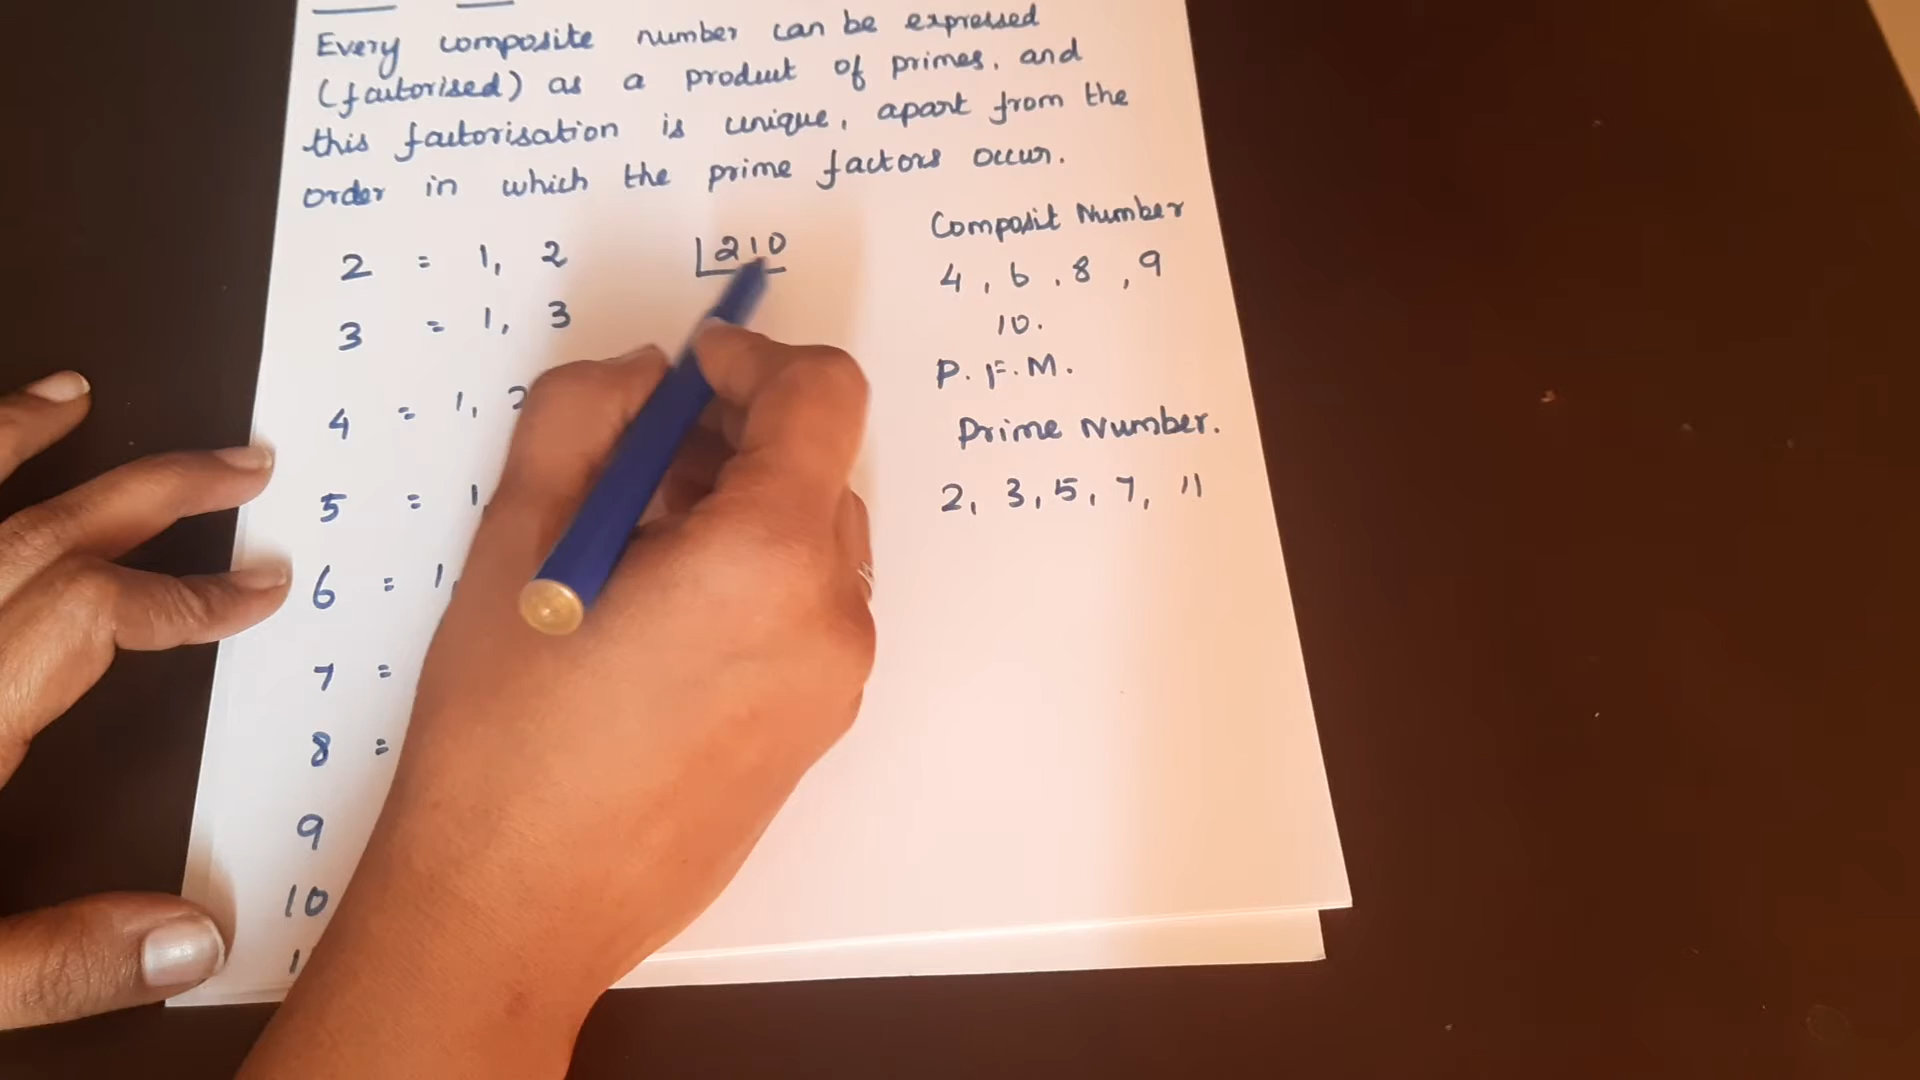 Every composite number can be expressed
(factorised) as a product of primes, and
this factorisation is unique, apart from the
order in which the prime factors occur.
2 = 1, 2
3 = 1, 3
4 = 1, 2
5 = 1,
6 = 1,
7 =
8 =
9
10
1
210
Composit Number
4, 6, 8, 9
10.
P. F. M.
Prime Number.
2, 3, 5, 7, 11